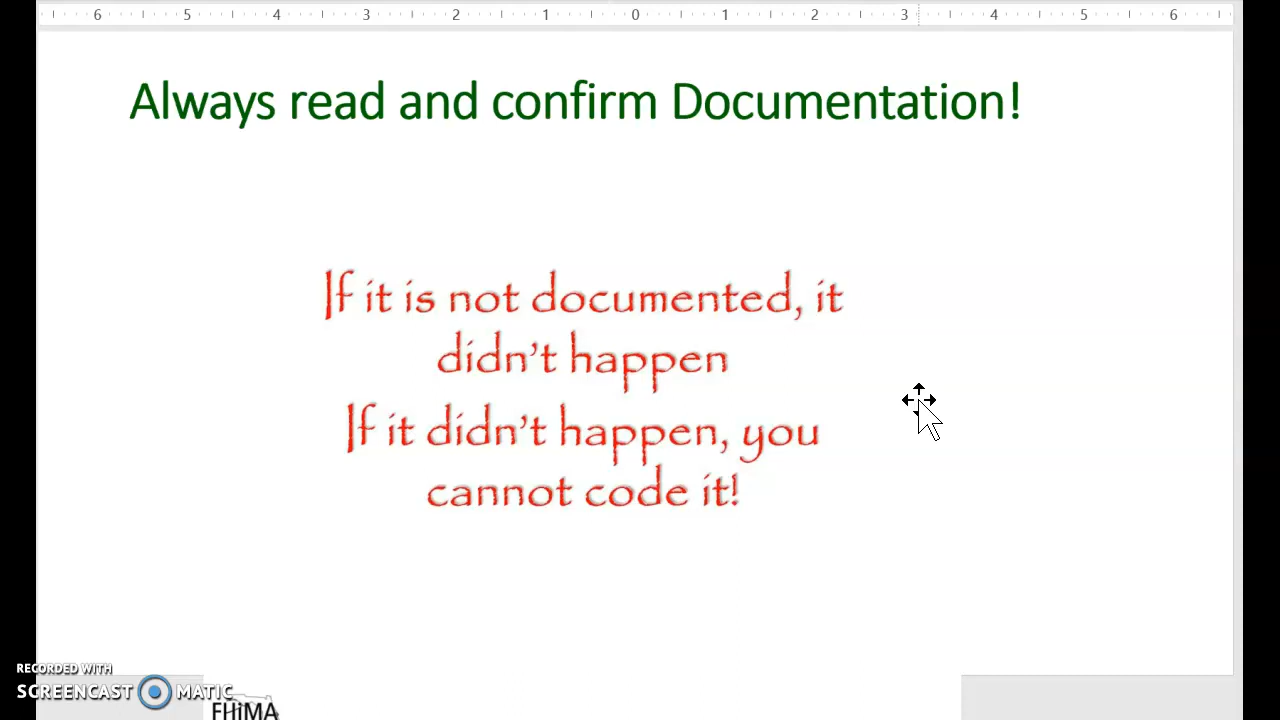 6 5 4 3 2 1 0 1 2 3 4 5 6
Always read and confirm Documentation!
If it is not documented, it
didn't happen
If it didn't happen, you
cannot code it!
RECORDED WITH
SCREENCAST MATIC
FHIMA